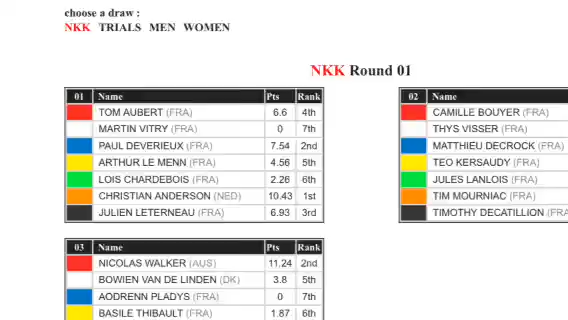 choose a draw :
NKK TRIALS MEN WOMEN
NKK Round 01
01 Name Pts Rank
TOM AUBERT (FRA) 6.6 4th
MARTIN VITRY (FRA) 0 7th
PAUL DEVERIEUX (FRA) 7.54 2nd
ARTHUR LE MENN (FRA) 4.56 5th
LOIS CHARDEBOIS (FRA) 2.26 6th
CHRISTIAN ANDERSON (NED) 10.43 1st
JULIEN LETERNEAU (FRA) 6.93 3rd
02 Name
CAMILLE BOUYER (FRA)
THYS VISSER (FRA)
MATTHIEU DECROCK (FRA)
TEO KERSAUDY (FRA)
JULES LANLOIS (FRA)
TIM MOURNIAC (FRA)
TIMOTHY DECATILLION (FRA
03 Name Pts Rank
NICOLAS WALKER (AUS) 11.24 2nd
BOWIEN VAN DE LINDEN (DK) 3.8 5th
AODRENN PLADYS (FRA) 0 7th
BASILE THIBAULT (FRA) 1.87 6th